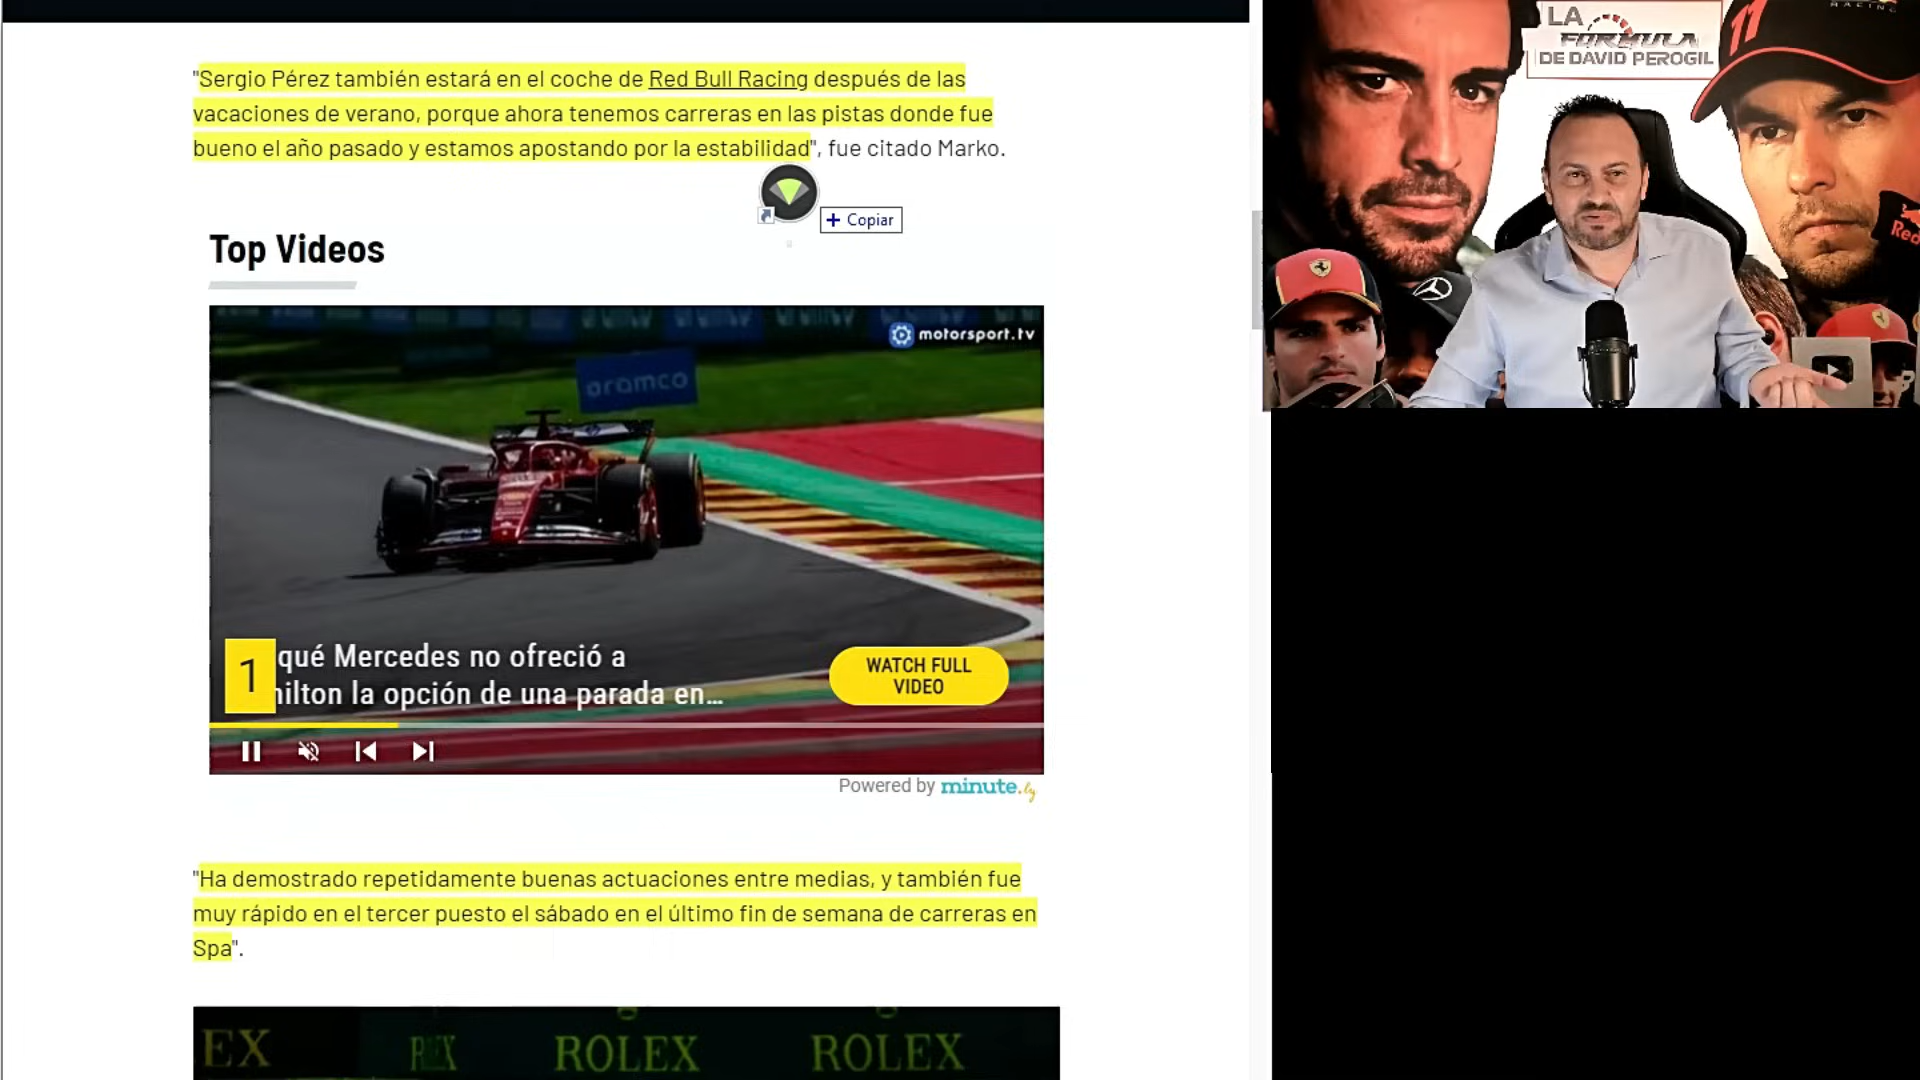 "Sergio Pérez también estará en el coche de Red Bull Racing después de las
vacaciones de verano, porque ahora tenemos carreras en las pistas donde fue
bueno el año pasado y estamos apostando por la estabilidad", fue citado Marko.
+ Copiar
Top Videos
motorsport.tv
aramco
1
qué Mercedes no ofreció a
ilton la opción de una parada en…
WATCH FULL
VIDEO
Powered by minute.ly
"Ha demostrado repetidamente buenas actuaciones entre medias, y también fue
muy rápido en el tercer puesto el sábado en el último fin de semana de carreras en
Spa".
EX
ROLEX
ROLEX
LA
FÓRMULA
DE DAVID PEROGIL
11
RACING
Red